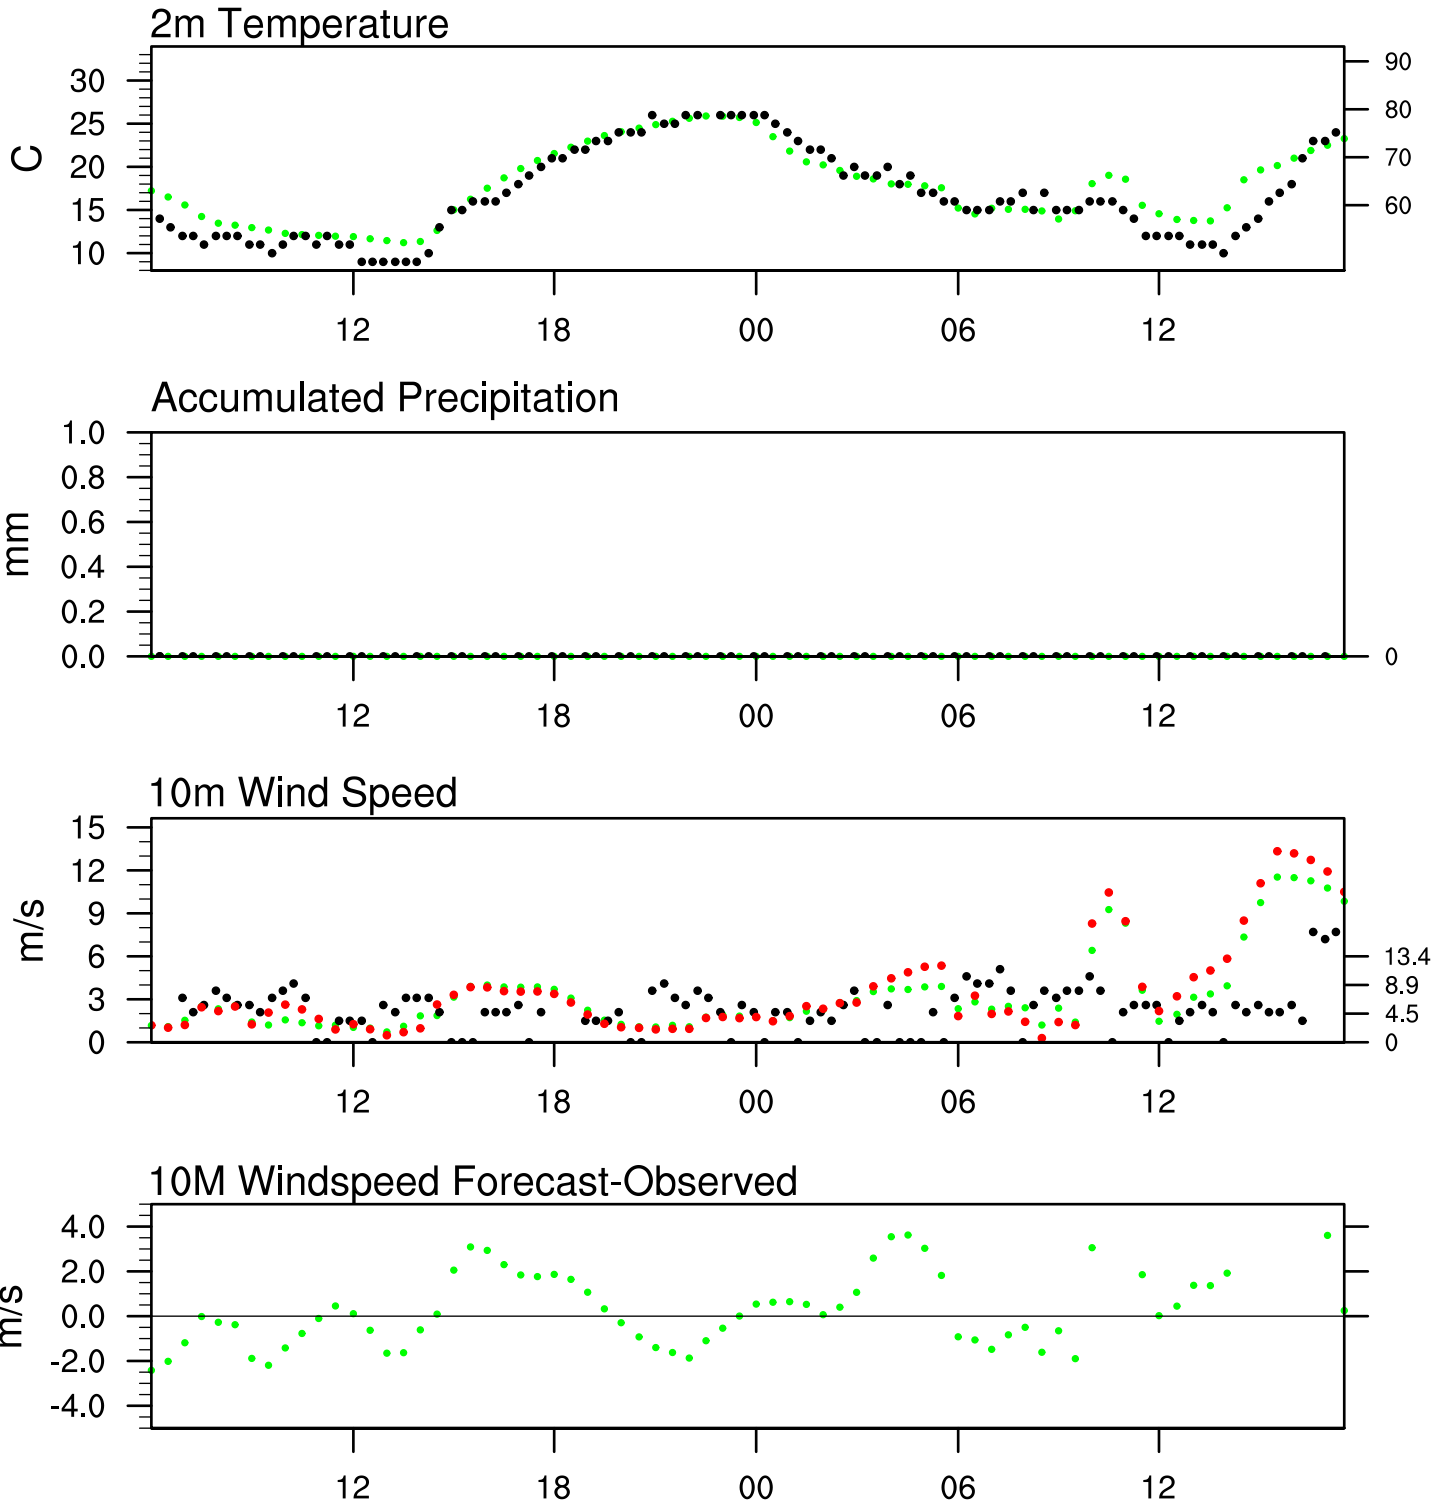 2m Temperature
30
25
20
15
10
C
90
80
70
60
12 18 00 06 12
Accumulated Precipitation
1.0
0.8
0.6
0.4
0.2
0.0
mm
0
12 18 00 06 12
10m Wind Speed
15
12
9
6
3
0
m/s
13.4
8.9
4.5
0
12 18 00 06 12
10M Windspeed Forecast-Observed
4.0
2.0
0.0
-2.0
-4.0
m/s
12 18 00 06 12